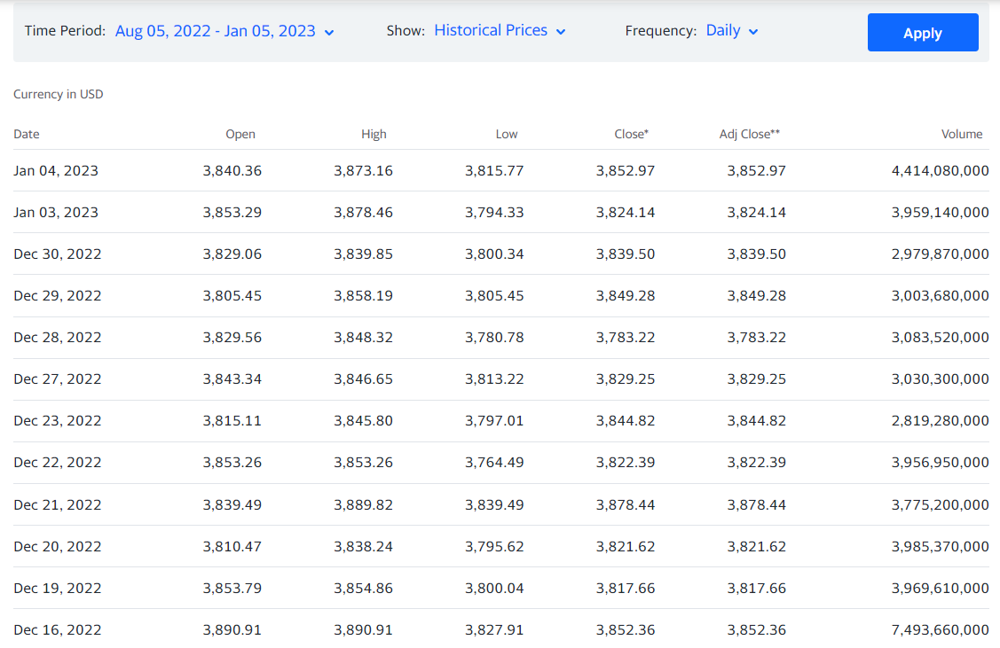 Time Period: Aug 05, 2022 - Jan 05, 2023 Show: Historical Prices Frequency: Daily Apply
Currency in USD
Date Open High Low Close* Adj Close** Volume
Jan 04, 2023 3,840.36 3,873.16 3,815.77 3,852.97 3,852.97 4,414,080,000
Jan 03, 2023 3,853.29 3,878.46 3,794.33 3,824.14 3,824.14 3,959,140,000
Dec 30, 2022 3,829.06 3,839.85 3,800.34 3,839.50 3,839.50 2,979,870,000
Dec 29, 2022 3,805.45 3,858.19 3,805.45 3,849.28 3,849.28 3,003,680,000
Dec 28, 2022 3,829.56 3,848.32 3,780.78 3,783.22 3,783.22 3,083,520,000
Dec 27, 2022 3,843.34 3,846.65 3,813.22 3,829.25 3,829.25 3,030,300,000
Dec 23, 2022 3,815.11 3,845.80 3,797.01 3,844.82 3,844.82 2,819,280,000
Dec 22, 2022 3,853.26 3,853.26 3,764.49 3,822.39 3,822.39 3,956,950,000
Dec 21, 2022 3,839.49 3,889.82 3,839.49 3,878.44 3,878.44 3,775,200,000
Dec 20, 2022 3,810.47 3,838.24 3,795.62 3,821.62 3,821.62 3,985,370,000
Dec 19, 2022 3,853.79 3,854.86 3,800.04 3,817.66 3,817.66 3,969,610,000
Dec 16, 2022 3,890.91 3,890.91 3,827.91 3,852.36 3,852.36 7,493,660,000